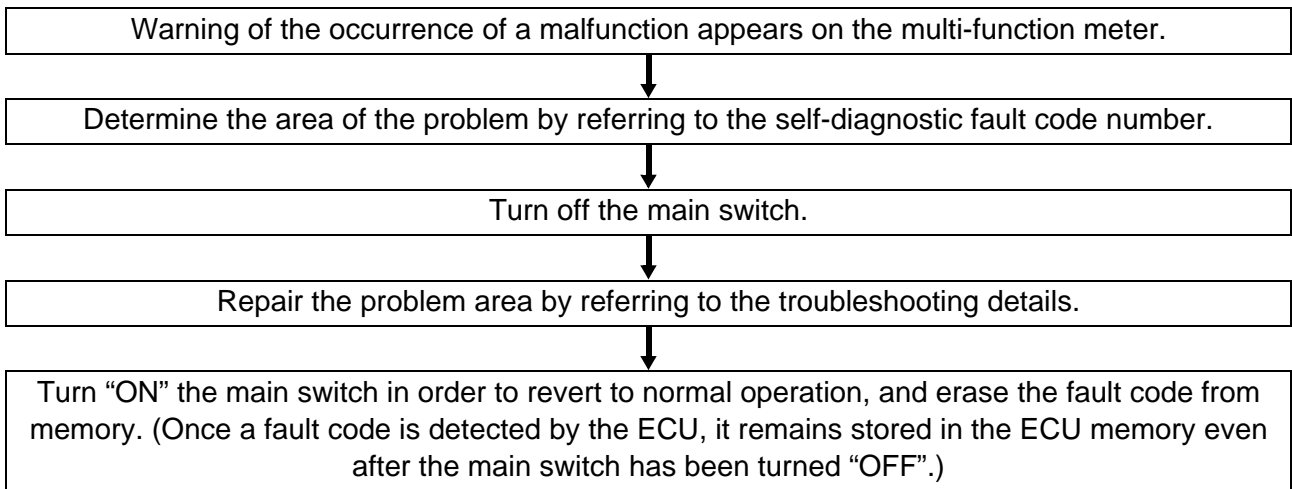 Warning of the occurrence of a malfunction appears on the multi-function meter.
Determine the area of the problem by referring to the self-diagnostic fault code number.
Turn off the main switch.
Repair the problem area by referring to the troubleshooting details.
Turn “ON” the main switch in order to revert to normal operation, and erase the fault code from
memory. (Once a fault code is detected by the ECU, it remains stored in the ECU memory even
after the main switch has been turned “OFF”.)